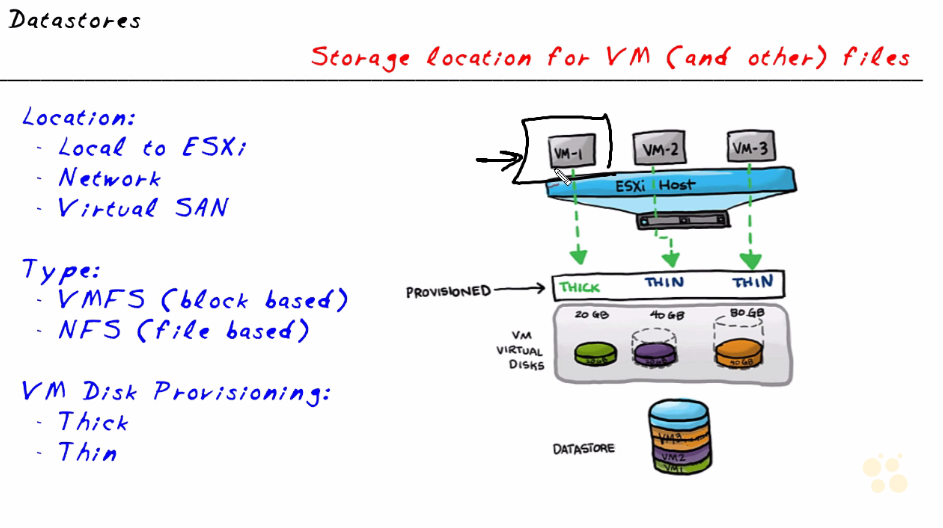 Datastores
Storage location for VM (and other) files
Location:
- Local to ESXi
- Network
- Virtual SAN
Type:
- VMFS (block based)
- NFS (file based)
VM Disk Provisioning:
- Thick
- Thin
VM-1
VM-2
VM-3
ESXi Host
PROVISIONED
THICK
THIN
THIN
20 GB
40 GB
80 GB
VM
VIRTUAL
DISKS
40GB
DATASTORE
VM3
VM2
VM1